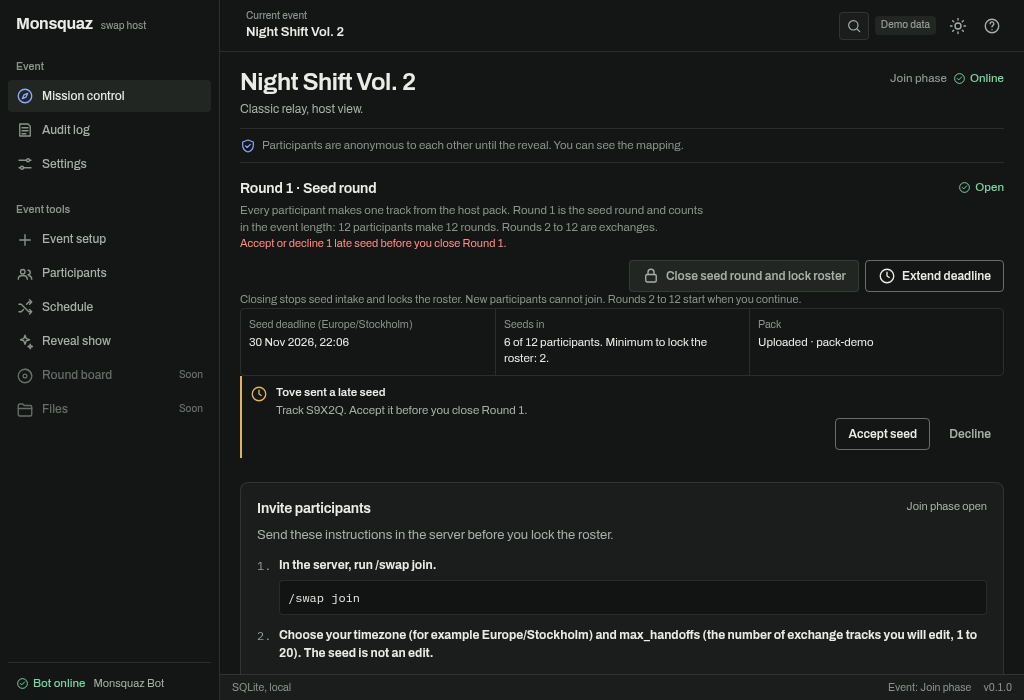 Monsquaz swap host
Event
Mission control
Audit log
Settings
Event tools
Event setup
Participants
Schedule
Reveal show
Round board Soon
Files Soon
Bot online Monsquaz Bot
Current event
Night Shift Vol. 2
Demo data
Night Shift Vol. 2
Join phase Online
Classic relay, host view.
Participants are anonymous to each other until the reveal. You can see the mapping.
Round 1 · Seed round
Open
Every participant makes one track from the host pack. Round 1 is the seed round and counts
in the event length: 12 participants make 12 rounds. Rounds 2 to 12 are exchanges.
Accept or decline 1 late seed before you close Round 1.
Close seed round and lock roster
Extend deadline
Closing stops seed intake and locks the roster. New participants cannot join. Rounds 2 to 12 start when you continue.
Seed deadline (Europe/Stockholm)
30 Nov 2026, 22:06
Seeds in
6 of 12 participants. Minimum to lock the
roster: 2.
Pack
Uploaded · pack-demo
Tove sent a late seed
Track S9X2Q. Accept it before you close Round 1.
Accept seed
Decline
Invite participants
Join phase open
Send these instructions in the server before you lock the roster.
1. In the server, run /swap join.
/swap join
2. Choose your timezone (for example Europe/Stockholm) and max_handoffs (the number of exchange tracks you will edit, 1 to
20). The seed is not an edit.
SQLite, local
Event: Join phase v0.1.0